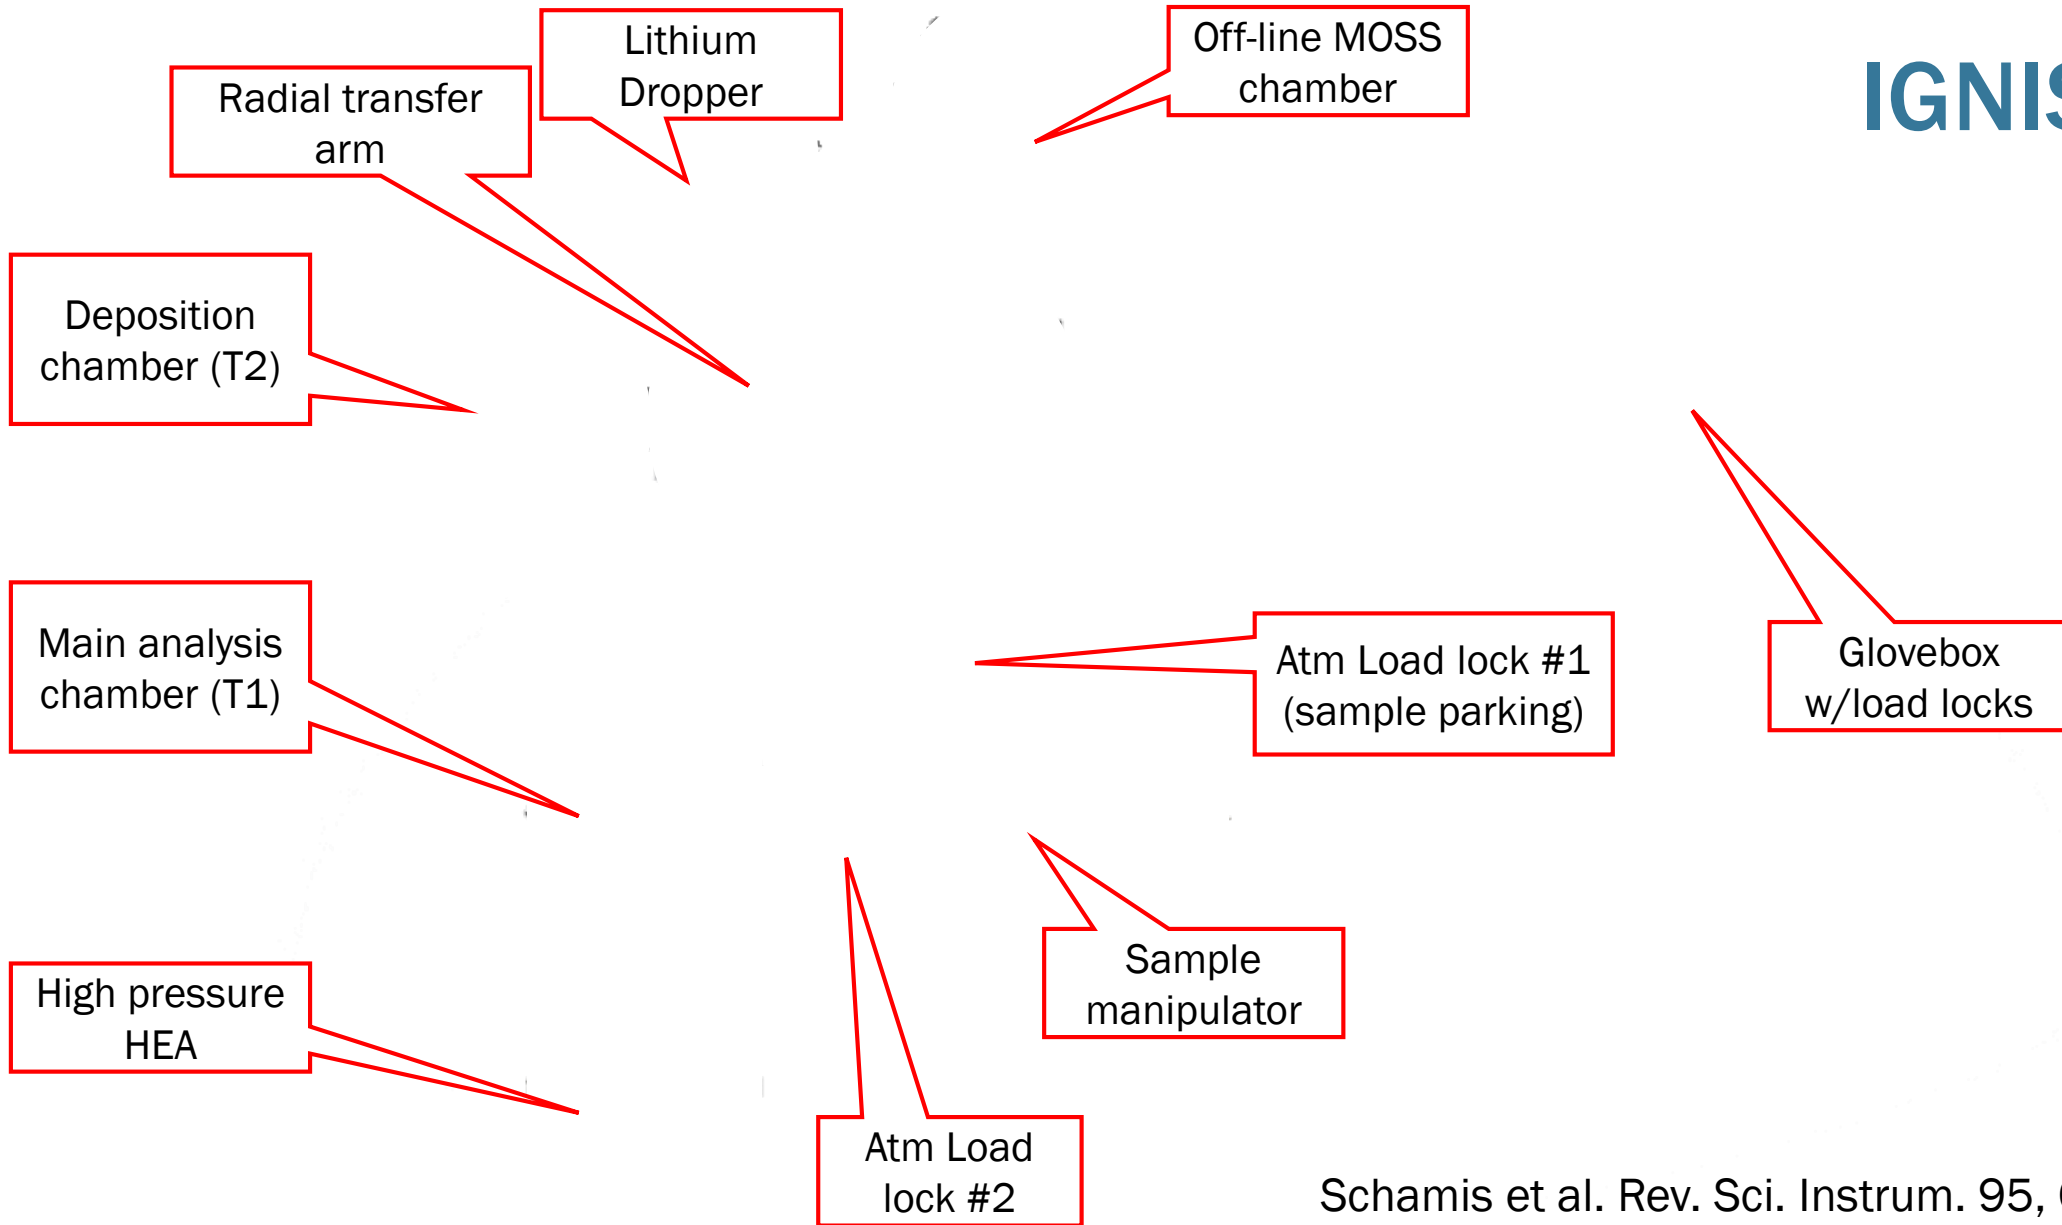 Lithium
Dropper
Off-line MOSS
chamber
IGNIS
Radial transfer
arm
Deposition
chamber (T2)
Main analysis
chamber (T1)
Atm Load lock #1
(sample parking)
Glovebox
w/load locks
High pressure
HEA
Sample
manipulator
Atm Load
lock #2
Schamis et al. Rev. Sci. Instrum. 95,